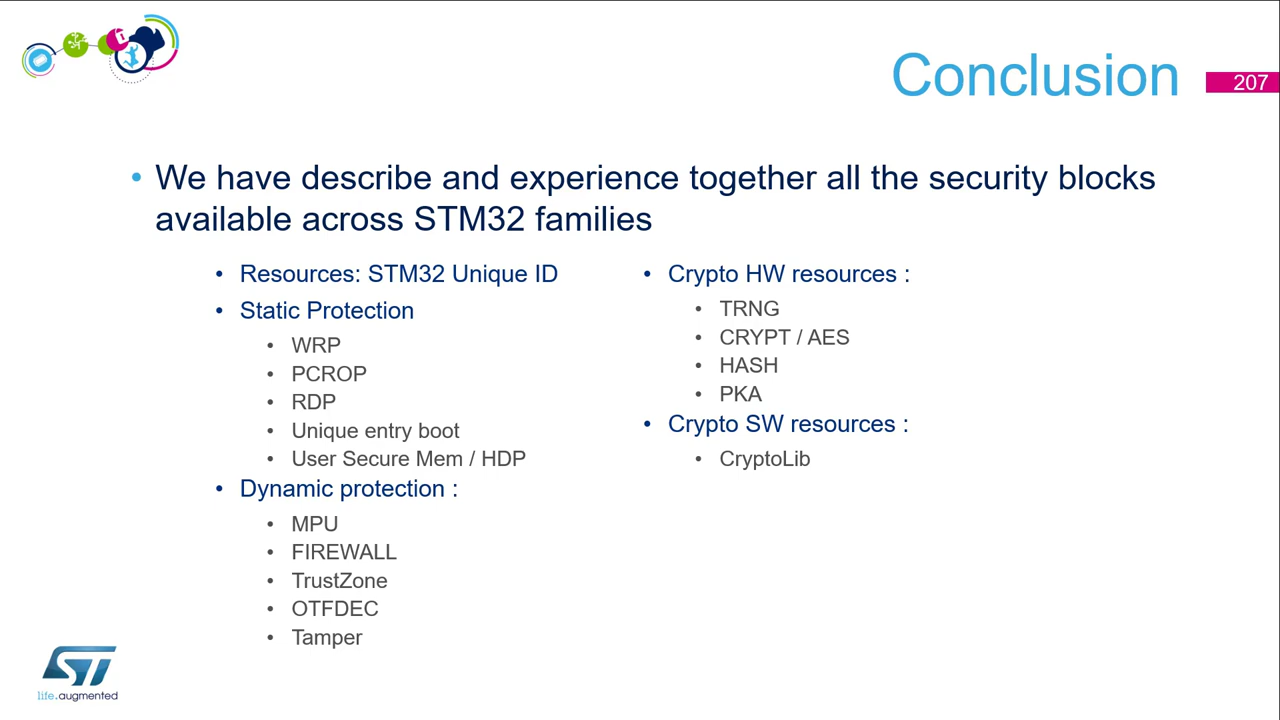 Conclusion
207
• We have describe and experience together all the security blocks
available across STM32 families
• Resources: STM32 Unique ID
• Static Protection
• WRP
• PCROP
• RDP
• Unique entry boot
• User Secure Mem / HDP
• Dynamic protection :
• MPU
• FIREWALL
• TrustZone
• OTFDEC
• Tamper
• Crypto HW resources :
• TRNG
• CRYPT / AES
• HASH
• PKA
• Crypto SW resources :
• CryptoLib
ST
life.augmented